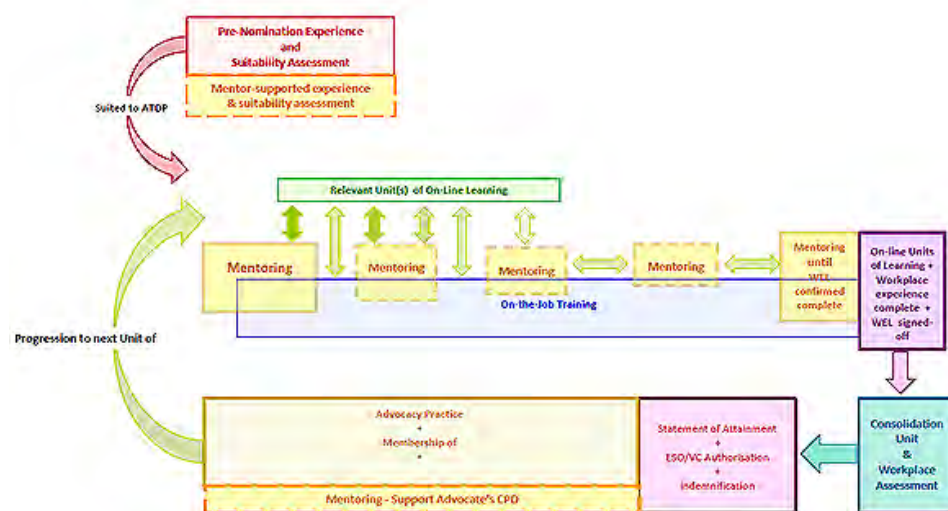 Pre-Nomination Experience
and
Suitability Assessment
Mentor-supported experience
& suitability assessment
Suited to ATDP
Relevant Unit(s) of On-Line Learning
Mentoring
Mentoring
Mentoring
Mentoring
Mentoring
until
WEL
confirmed
complete
On-line Units
of Learning +
Workplace
experience
complete +
WEL signed-
off
On-the-Job Training
Progression to next Unit of
Advocacy Practice
+
Membership of
+
Mentoring - Support Advocate's CPD
Statement of Attainment
+
ESO/VC Authorisation
+
Indemnification
Consolidation
Unit
&
Workplace
Assessment